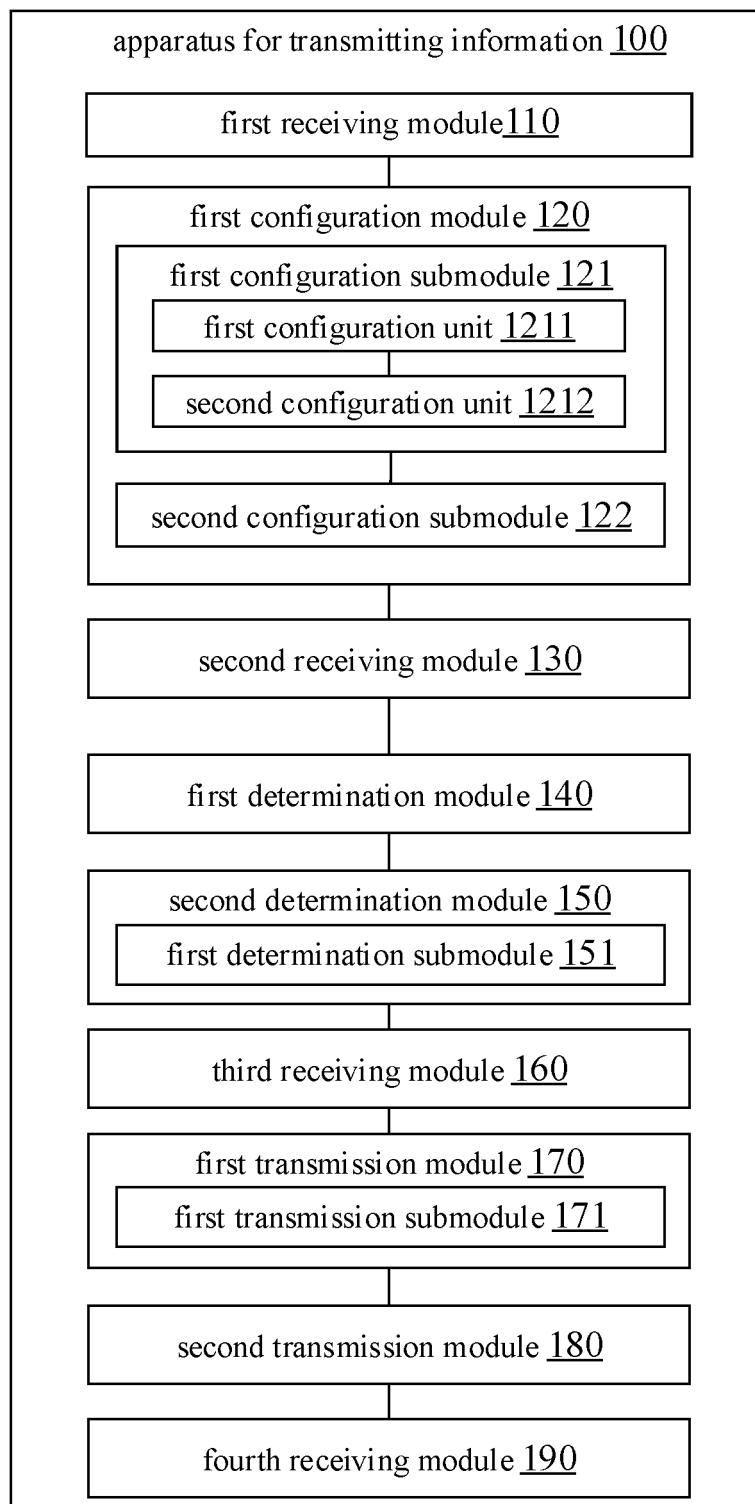 apparatus for transmitting information 100
first receiving module110
first configuration module 120
first configuration submodule 121
first configuration unit 1211
second configuration unit 1212
second configuration submodule 122
second receiving module 130
first determination module 140
second determination module 150
first determination submodule 151
third receiving module 160
first transmission module 170
first transmission submodule 171
second transmission module 180
fourth receiving module 190